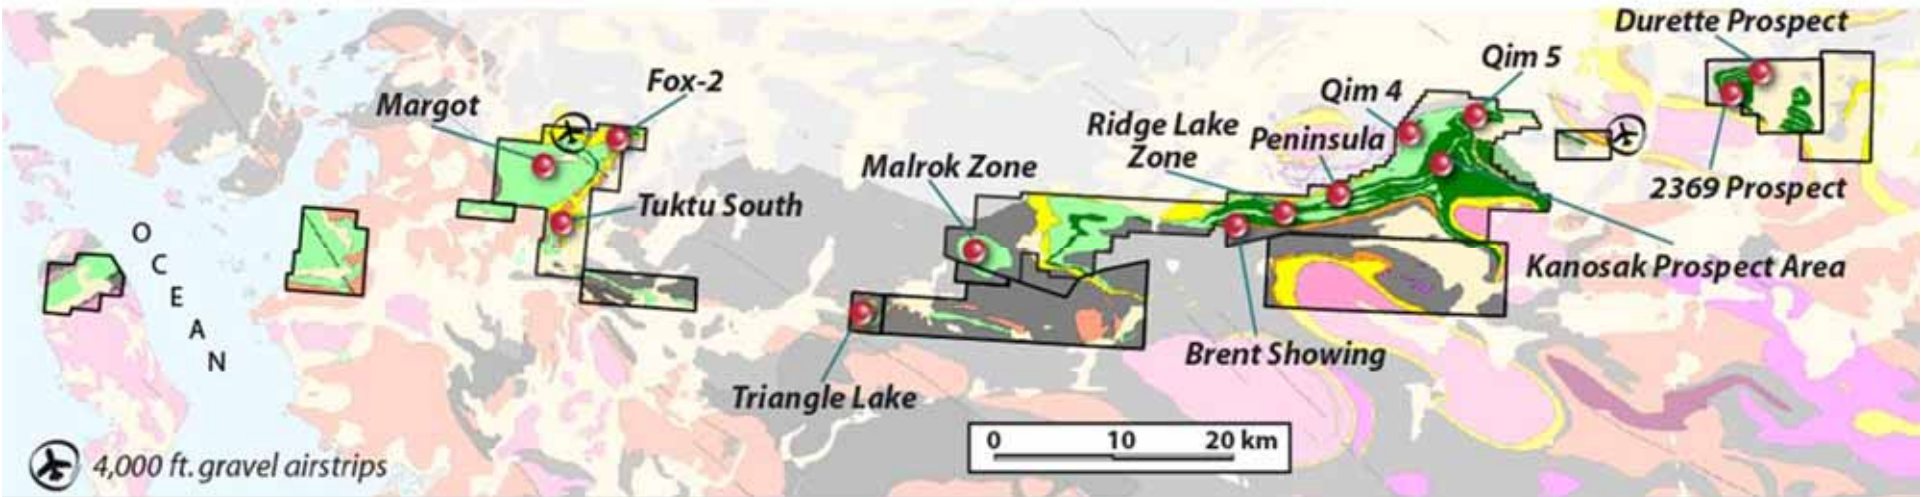 Durette Prospect
Qim 5
Fox-2
Qim 4
Margot
Ridge Lake
Zone
Peninsula
Malrok Zone
2369 Prospect
Tuktu South
O
C
E
A
N
Kanosak Prospect Area
Brent Showing
Triangle Lake
0 10 20 km
4,000 ft. gravel airstrips